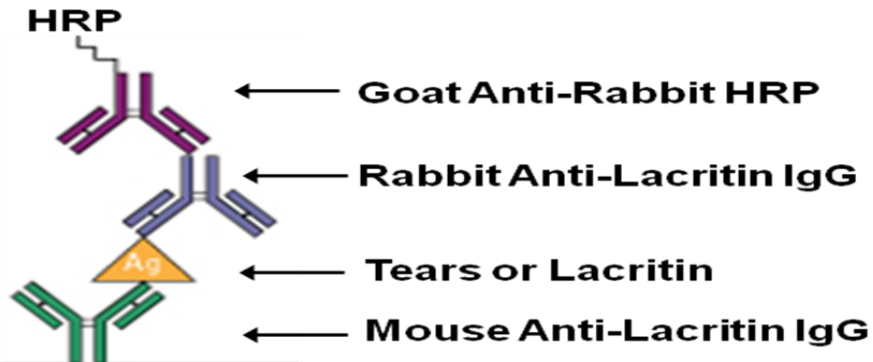 HRP
Goat Anti-Rabbit HRP
Rabbit Anti-Lacritin IgG
Ag
Tears or Lacritin
Mouse Anti-Lacritin IgG